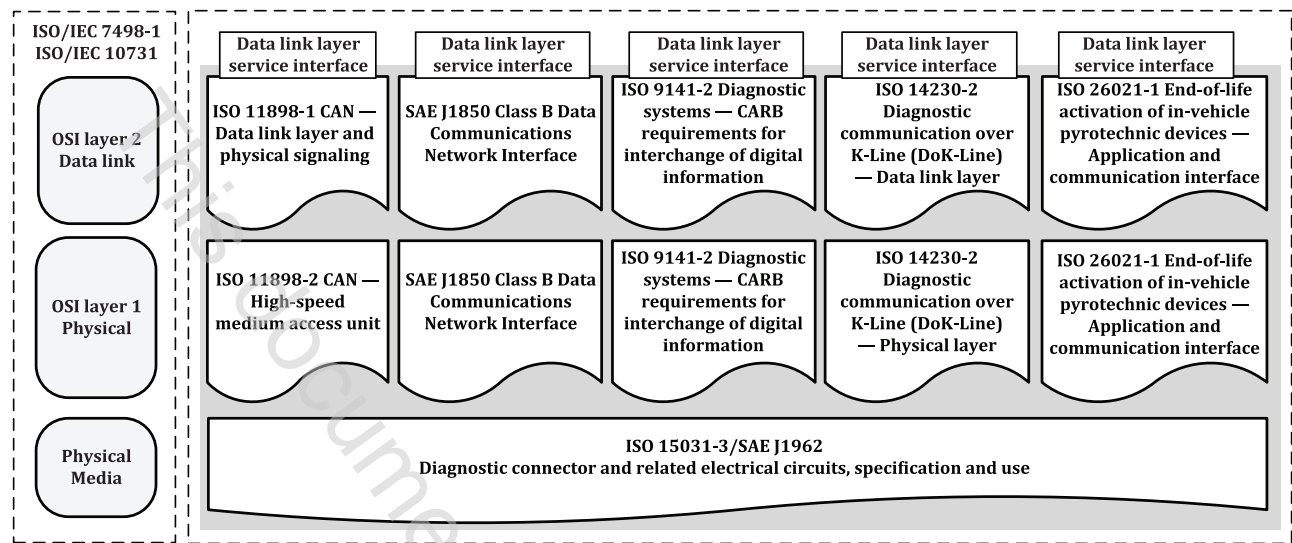 ISO/IEC 7498-1
ISO/IEC 10731
Data link layer
service interface
Data link layer
service interface
Data link layer
service interface
Data link layer
service interface
Data link layer
service interface
OSI layer 2
Data link
ISO 11898-1 CAN —
Data link layer and
physical signaling
SAE J1850 Class B Data
Communications
Network Interface
ISO 9141-2 Diagnostic
systems — CARB
requirements for
interchange of digital
information
ISO 14230-2
Diagnostic
communication over
K-Line (DoK-Line)
— Data link layer
ISO 26021-1 End-of-life
activation of in-vehicle
pyrotechnic devices —
Application and
communication interface
OSI layer 1
Physical
ISO 11898-2 CAN —
High-speed
medium access unit
SAE J1850 Class B Data
Communications
Network Interface
ISO 9141-2 Diagnostic
systems — CARB
requirements for
interchange of digital
information
ISO 14230-2
Diagnostic
communication over
K-Line (DoK-Line)
— Physical layer
ISO 26021-1 End-of-life
activation of in-vehicle
pyrotechnic devices —
Application and
communication interface
Physical
Media
ISO 15031-3/SAE J1962
Diagnostic connector and related electrical circuits, specification and use
This docume